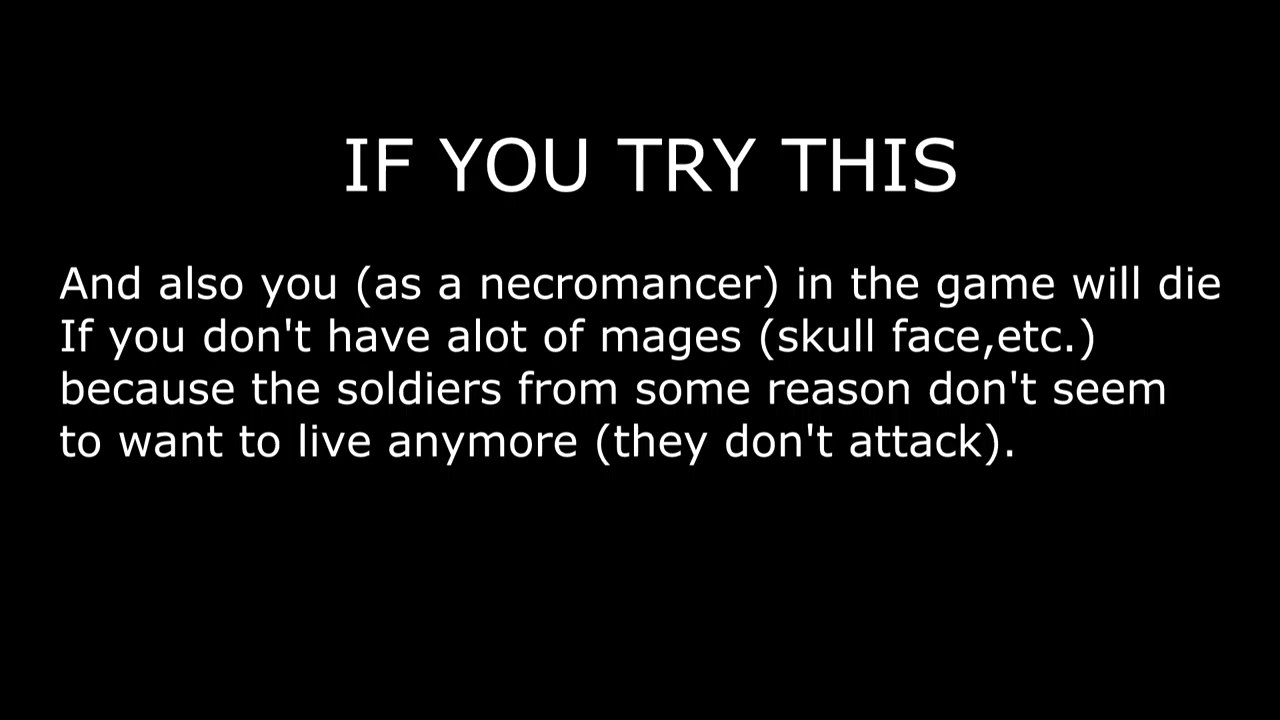 IF YOU TRY THIS
And also you (as a necromancer) in the game will die
If you don't have alot of mages (skull face,etc.)
because the soldiers from some reason don't seem
to want to live anymore (they don't attack).